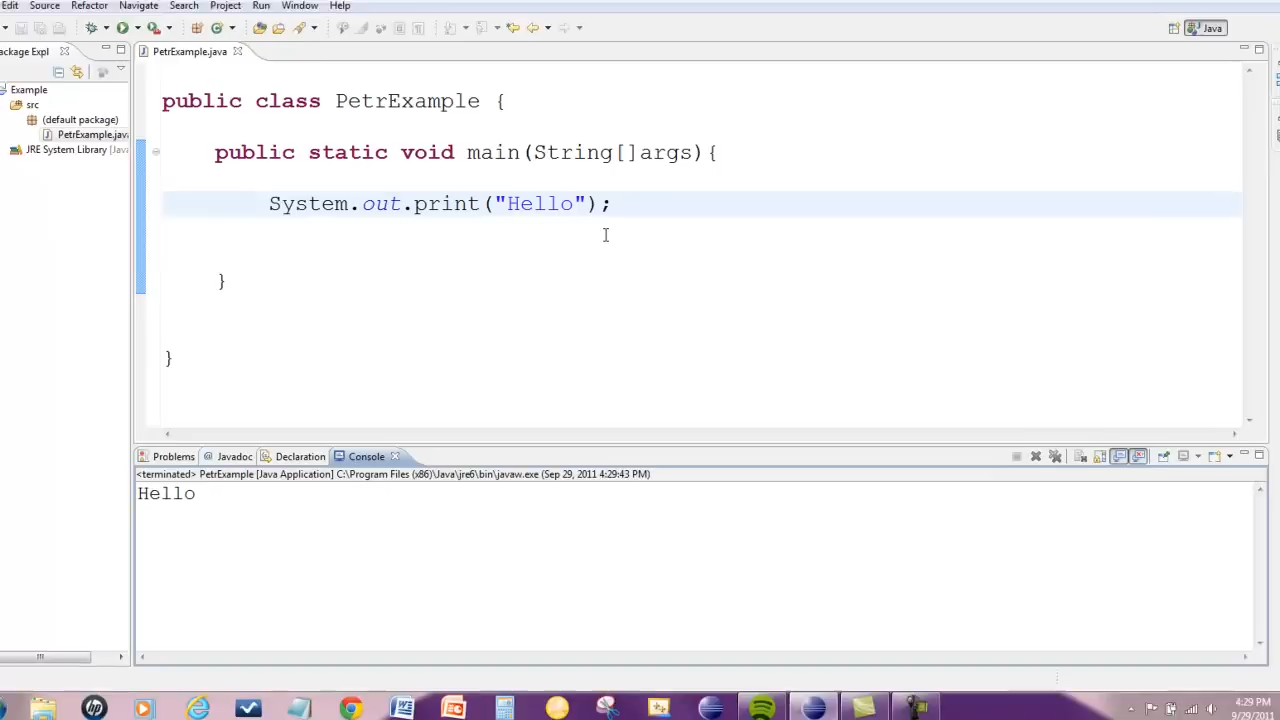 Edit Source Refactor Navigate Search Project Run Window Help
Java
Package Expl
PetrExample.java
Example
src
(default package)
PetrExample.java
JRE System Library [Java
public class PetrExample {
public static void main(String[]args){
System.out.print("Hello");
}
}
Problems @ Javadoc Declaration Console
<terminated> PetrExample [Java Application] C:\Program Files (x86)\Java\jre6\bin\javaw.exe (Sep 29, 2011 4:29:43 PM)
Hello
4:29 PM
9/29/2011